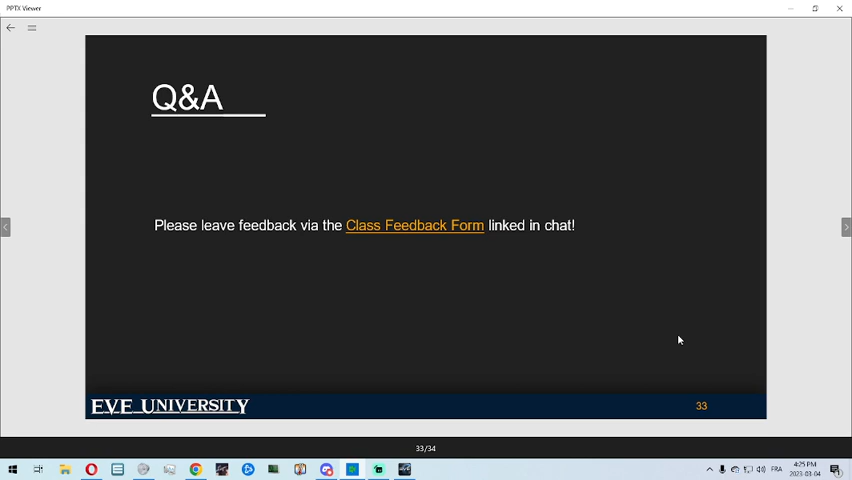 PPTX Viewer
Q&A
Please leave feedback via the Class Feedback Form linked in chat!
EVE UNIVERSITY
33
33/34
FRA
4:25 PM
2023-03-04